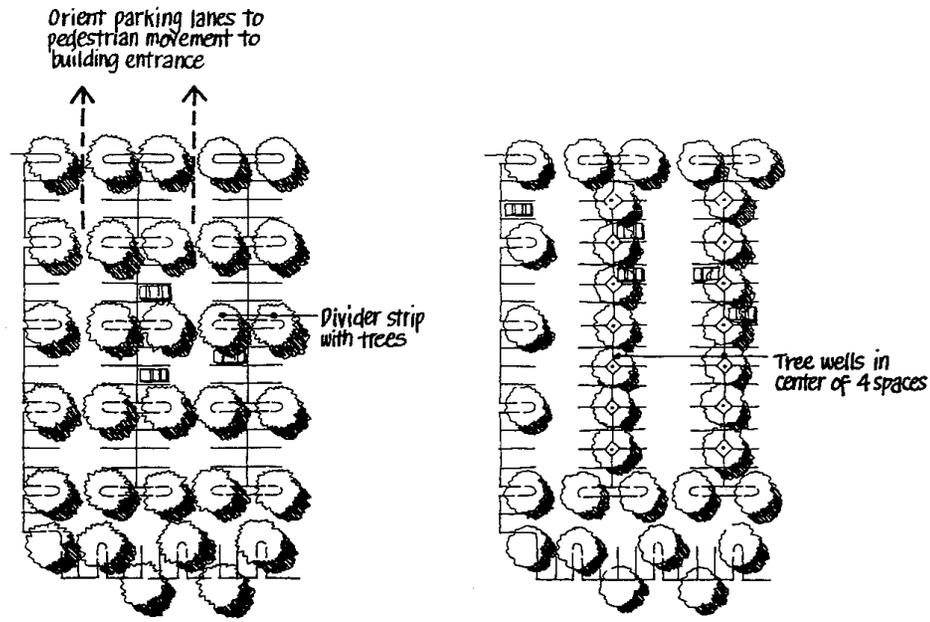 Orient parking lanes to
pedestrian movement to
building entrance
Divider strip
with trees
Tree wells in
center of 4 spaces